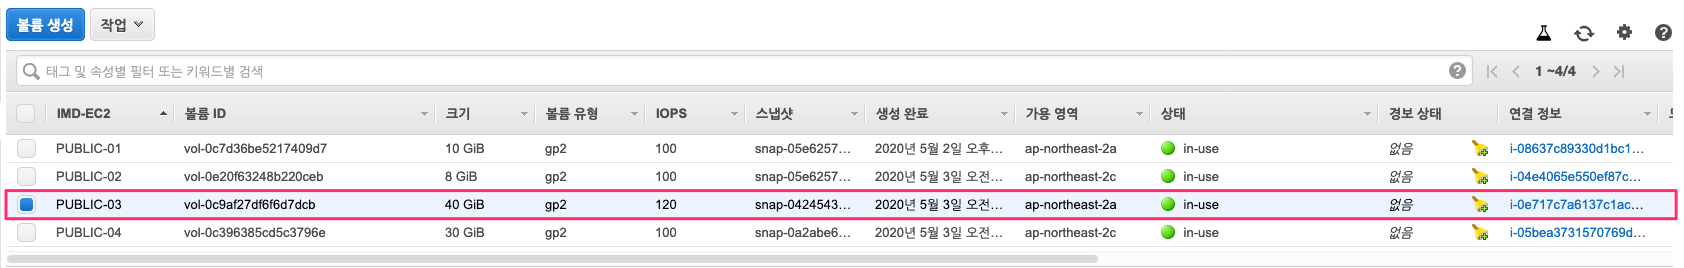 볼륨 생성 작업
태그 및 속성별 필터 또는 키워드별 검색 1 ~4/4
IMD-EC2 볼륨 ID 크기 볼륨 유형 IOPS 스냅샷 생성 완료 가용 영역 상태 경보 상태 연결 정보
PUBLIC-01 vol-0c7d36be5217409d7 10 GiB gp2 100 snap-05e6257... 2020년 5월 2일 오후... ap-northeast-2a in-use 없음 i-08637c89330d1bc1...
PUBLIC-02 vol-0e20f63248b220ceb 8 GiB gp2 100 snap-05e6257... 2020년 5월 3일 오전... ap-northeast-2c in-use 없음 i-04e4065e550ef87c...
PUBLIC-03 vol-0c9af27df6f6d7dcb 40 GiB gp2 120 snap-0424543... 2020년 5월 3일 오전... ap-northeast-2a in-use 없음 i-0e717c7a6137c1ac...
PUBLIC-04 vol-0c396385cd5c3796e 30 GiB gp2 100 snap-0a2abe6... 2020년 5월 3일 오전... ap-northeast-2c in-use 없음 i-05bea3731570769d...